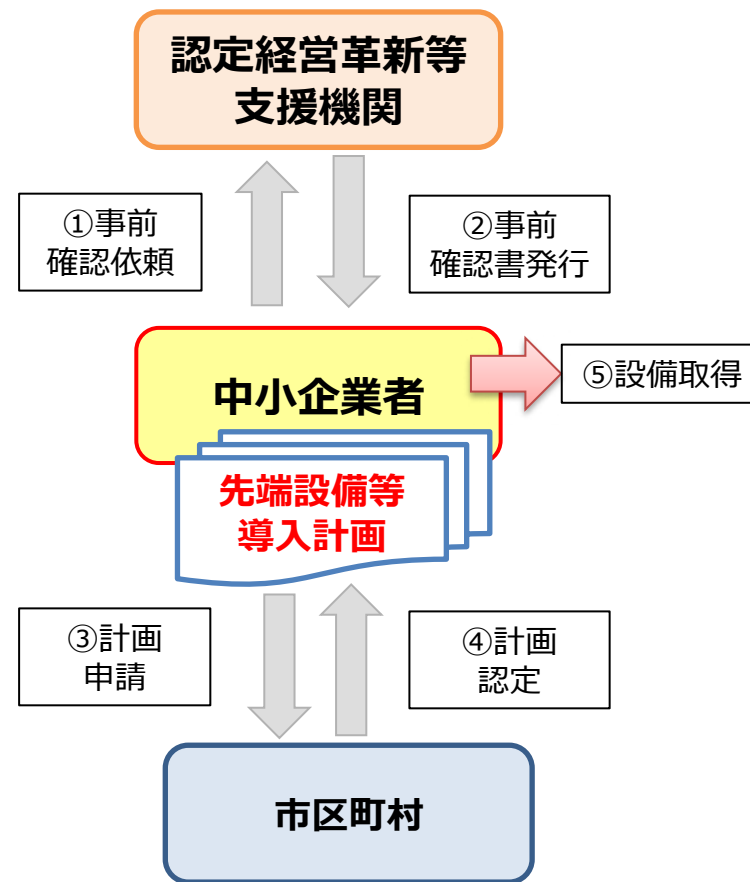 認定経営革新等
支援機関
①事前
確認依頼
②事前
確認書発行
中小企業者
⑤設備取得
先端設備等
導入計画
③計画
申請
④計画
認定
市区町村